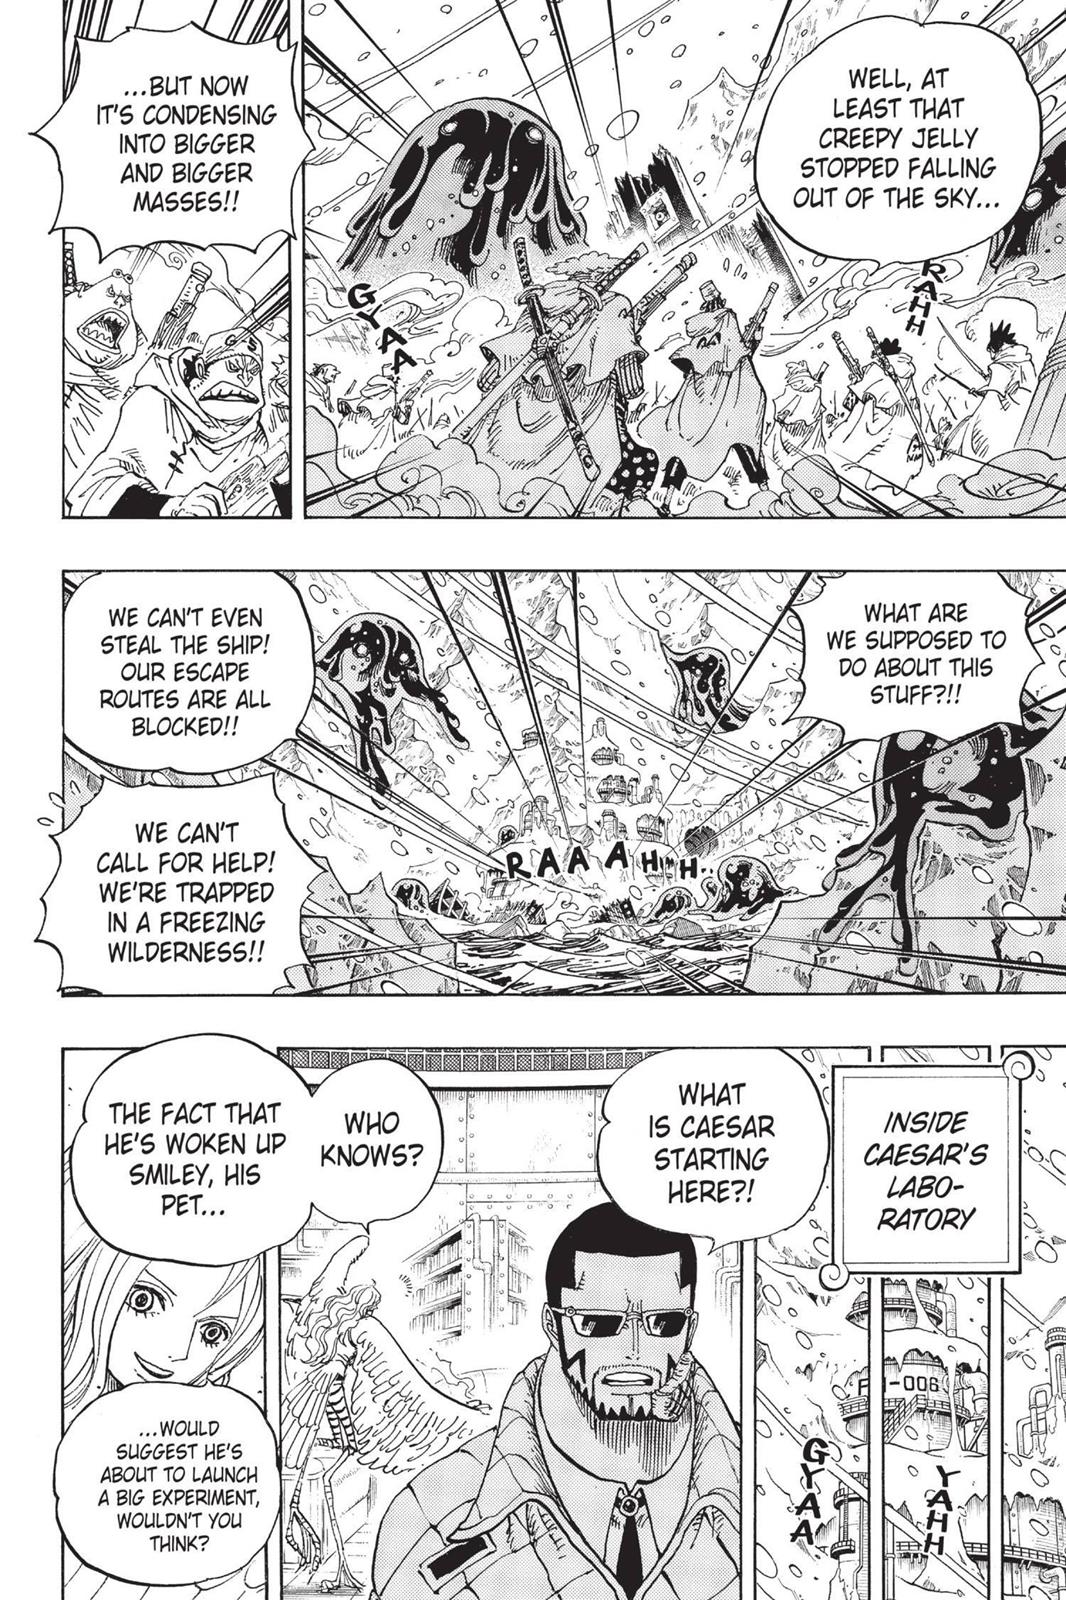 WELL, AT
LEAST THAT
CREEPY JELLY
STOPPED FALLING
OUT OF THE SKY...
RAHH
GYAA...
...BUT NOW
IT'S CONDENSING
INTO BIGGER
AND BIGGER
MASSES!!
WHAT ARE
WE SUPPOSED TO
DO ABOUT THIS
STUFF?!!
RAAAHHH...
WE CAN'T EVEN
STEAL THE SHIP!
OUR ESCAPE
ROUTES ARE ALL
BLOCKED!!
WE CAN'T
CALL FOR HELP!
WE'RE TRAPPED
IN A FREEZING
WILDERNESS!!
INSIDE
CAESAR'S
LABO-
RATORY
-006
YAHH
GYAA
WHAT
IS CAESAR
STARTING
HERE?!
WHO
KNOWS?
THE FACT THAT
HE'S WOKEN UP
SMILEY, HIS
PET...
...WOULD
SUGGEST HE'S
ABOUT TO LAUNCH
A BIG EXPERIMENT,
WOULDN'T YOU
THINK?